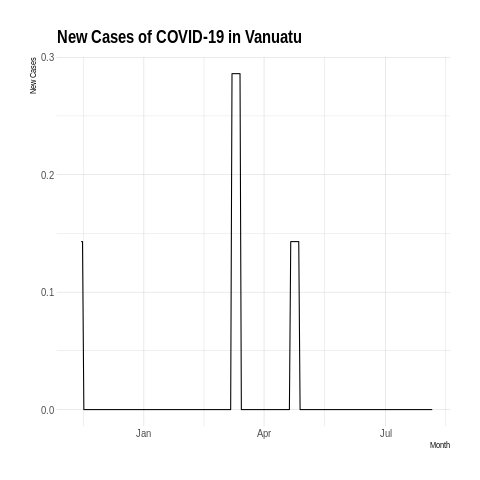 New Cases of COVID-19 in Vanuatu
New Cases
0.3
0.2
0.1
0.0
Jan Apr Jul
Month